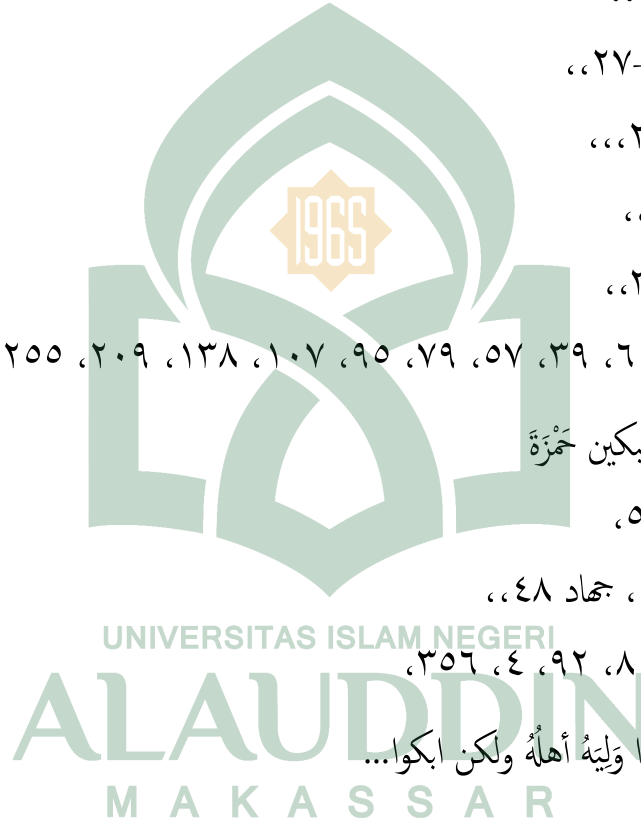 1965
-٢٧،،
٢،،،
٢،،
٦، ٣٩، ٥٧، ٧٩، ٩٥، ١٠٧، ١٣٨، ٢٠٩، ٢٥٥
حَمْزَةَ
٥،
، جهاد ٤٨،،
٨، ٩٢، ٤، ٣٥٦،
وَلِيَهُ أهلُهُ ولكن ابكوا...
UNIVERSITAS ISLAM NEGERI
ALAUDDIN
MAKASSAR